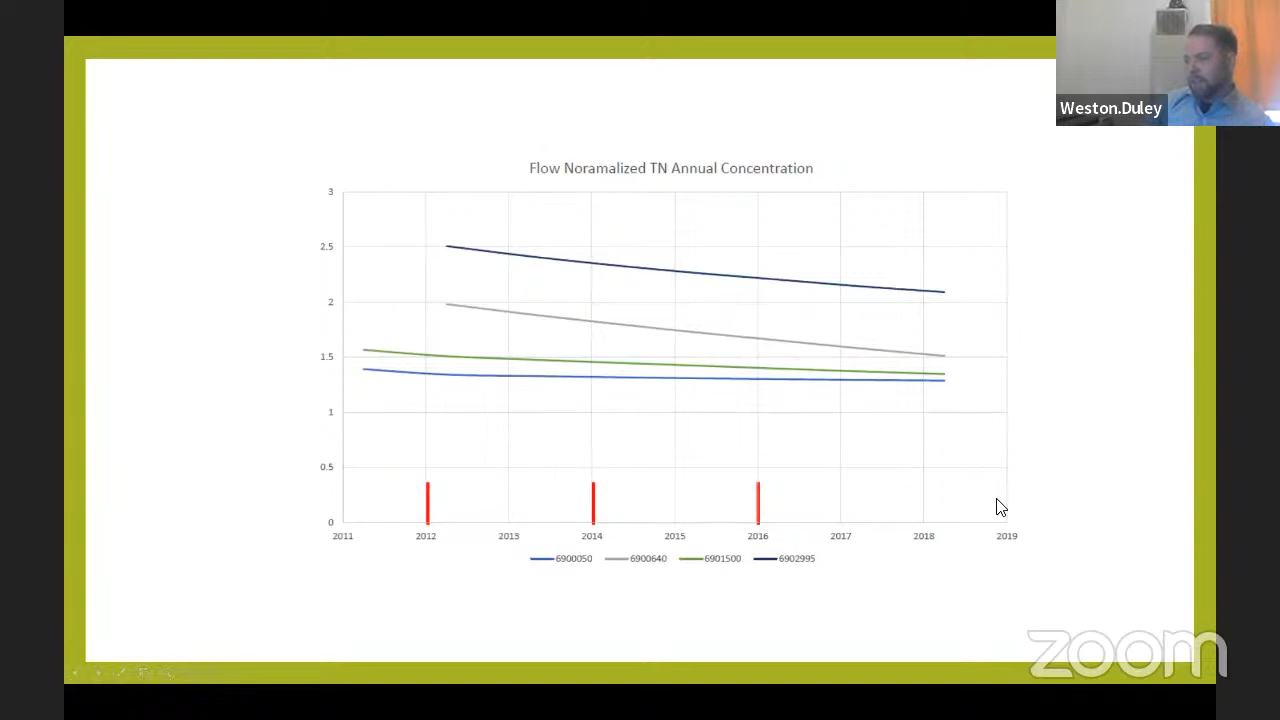 Weston.Duley
Flow Noramalized TN Annual Concentration
3
2.5
2
1.5
1
0.5
0
2011 2012 2013 2014 2015 2016 2017 2018 2019
6900050 6900640 6901500 6902995
zoom